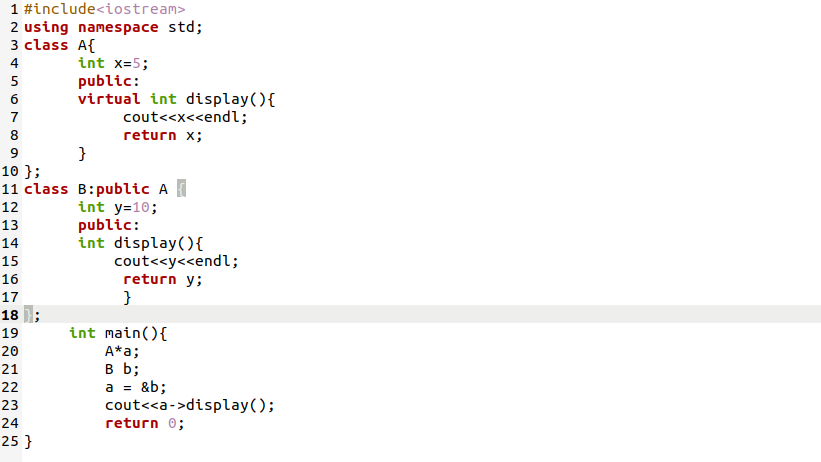 1 #include<iostream>
2 using namespace std;
3 class A{
4 int x=5;
5 public:
6 virtual int display(){
7 cout<<x<<endl;
8 return x;
9 }
10 };
11 class B:public A {
12 int y=10;
13 public:
14 int display(){
15 cout<<y<<endl;
16 return y;
17 }
18 };
19 int main(){
20 A*a;
21 B b;
22 a = &b;
23 cout<<a->display();
24 return 0;
25 }